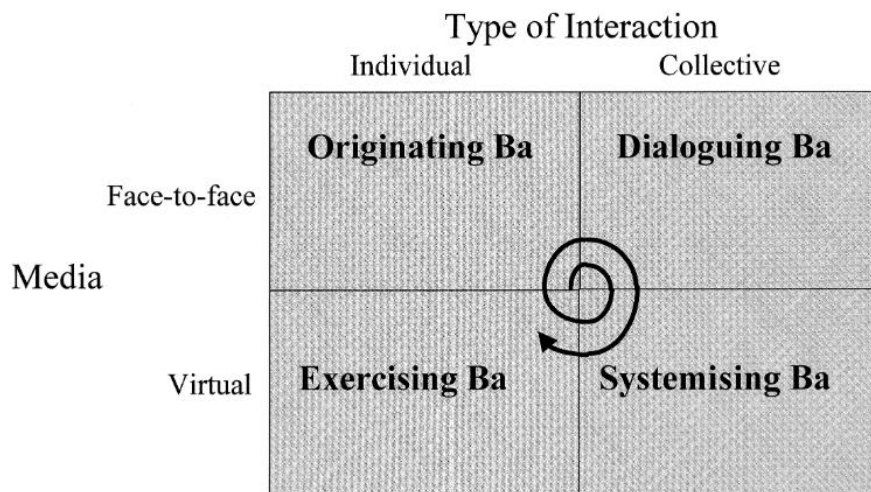 Type of Interaction
Individual Collective
Originating Ba Dialoguing Ba
Face-to-face
Media
Virtual
Exercising Ba Systemising Ba